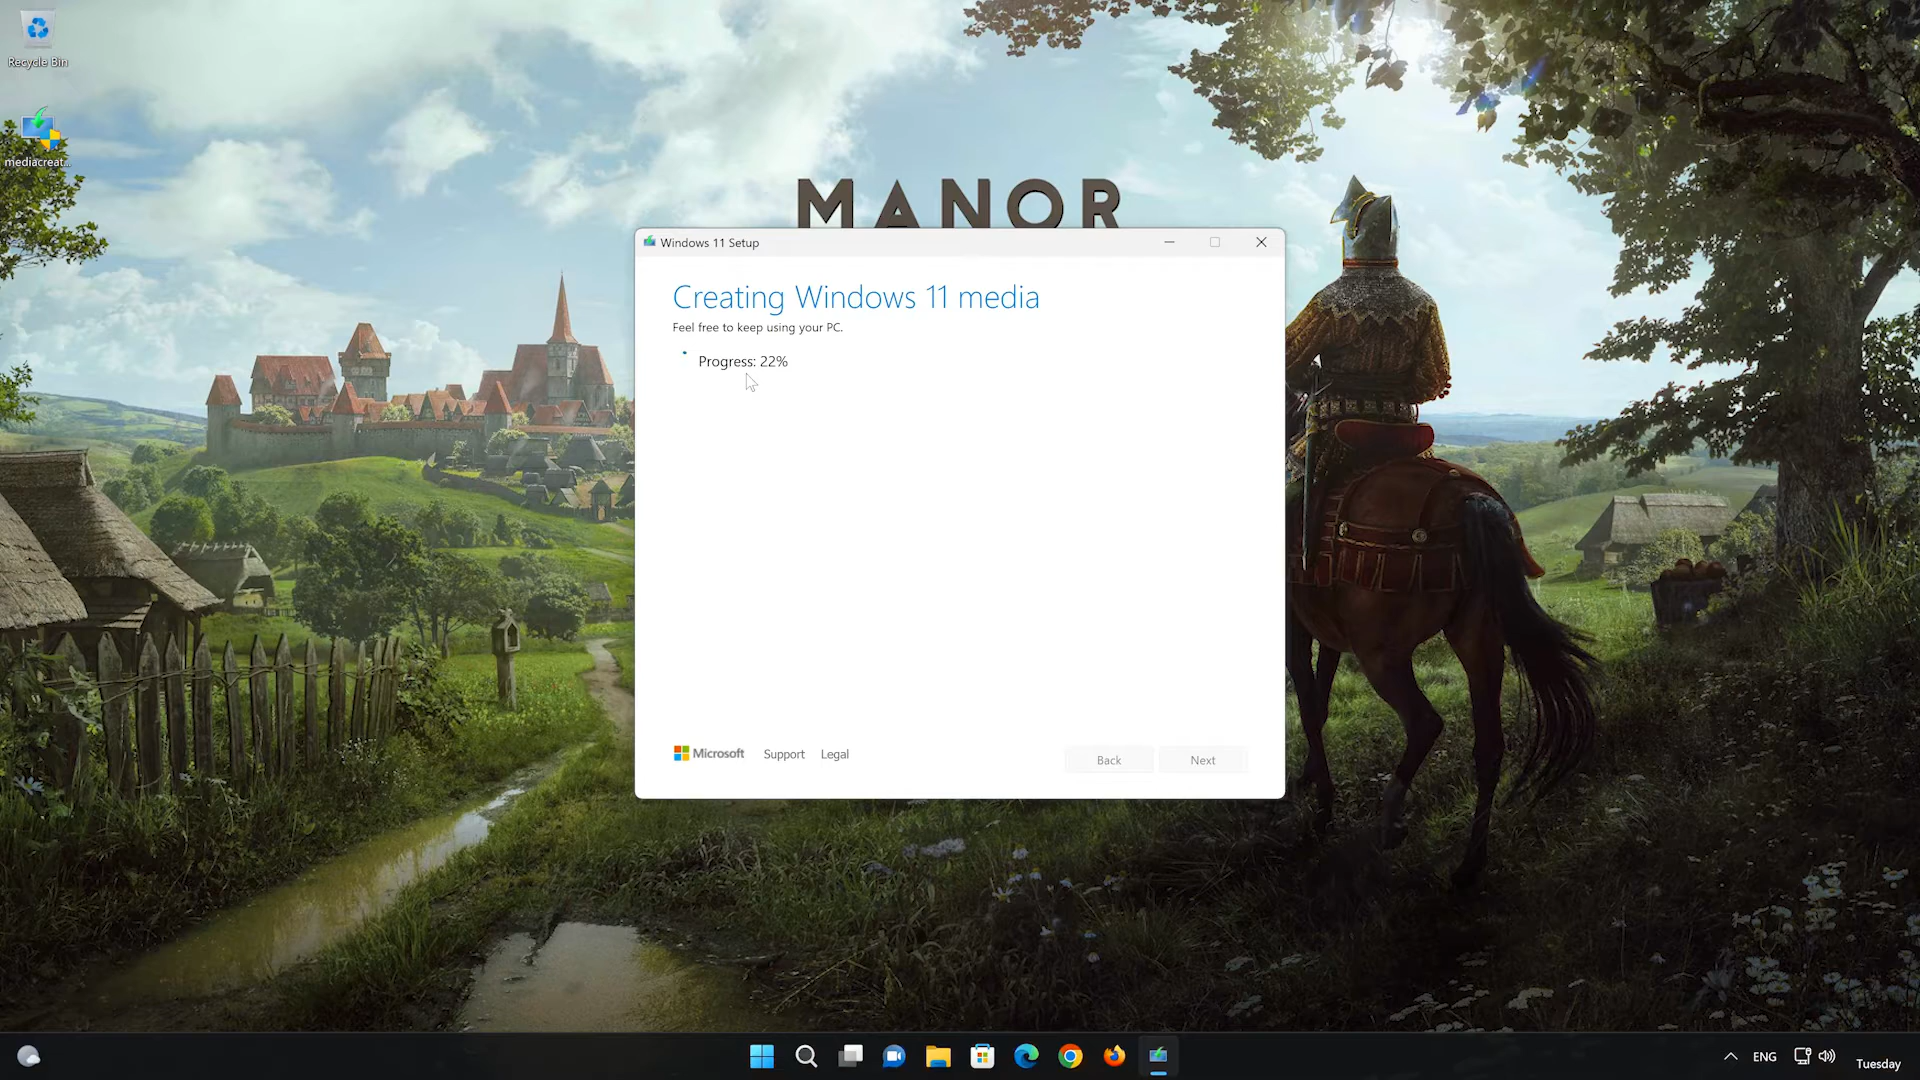 Recycle Bin
mediacreat...
MANOR
Windows 11 Setup
Creating Windows 11 media
Feel free to keep using your PC.
Progress: 22%
Microsoft
Support
Legal
Back
Next
ENG
Tuesday